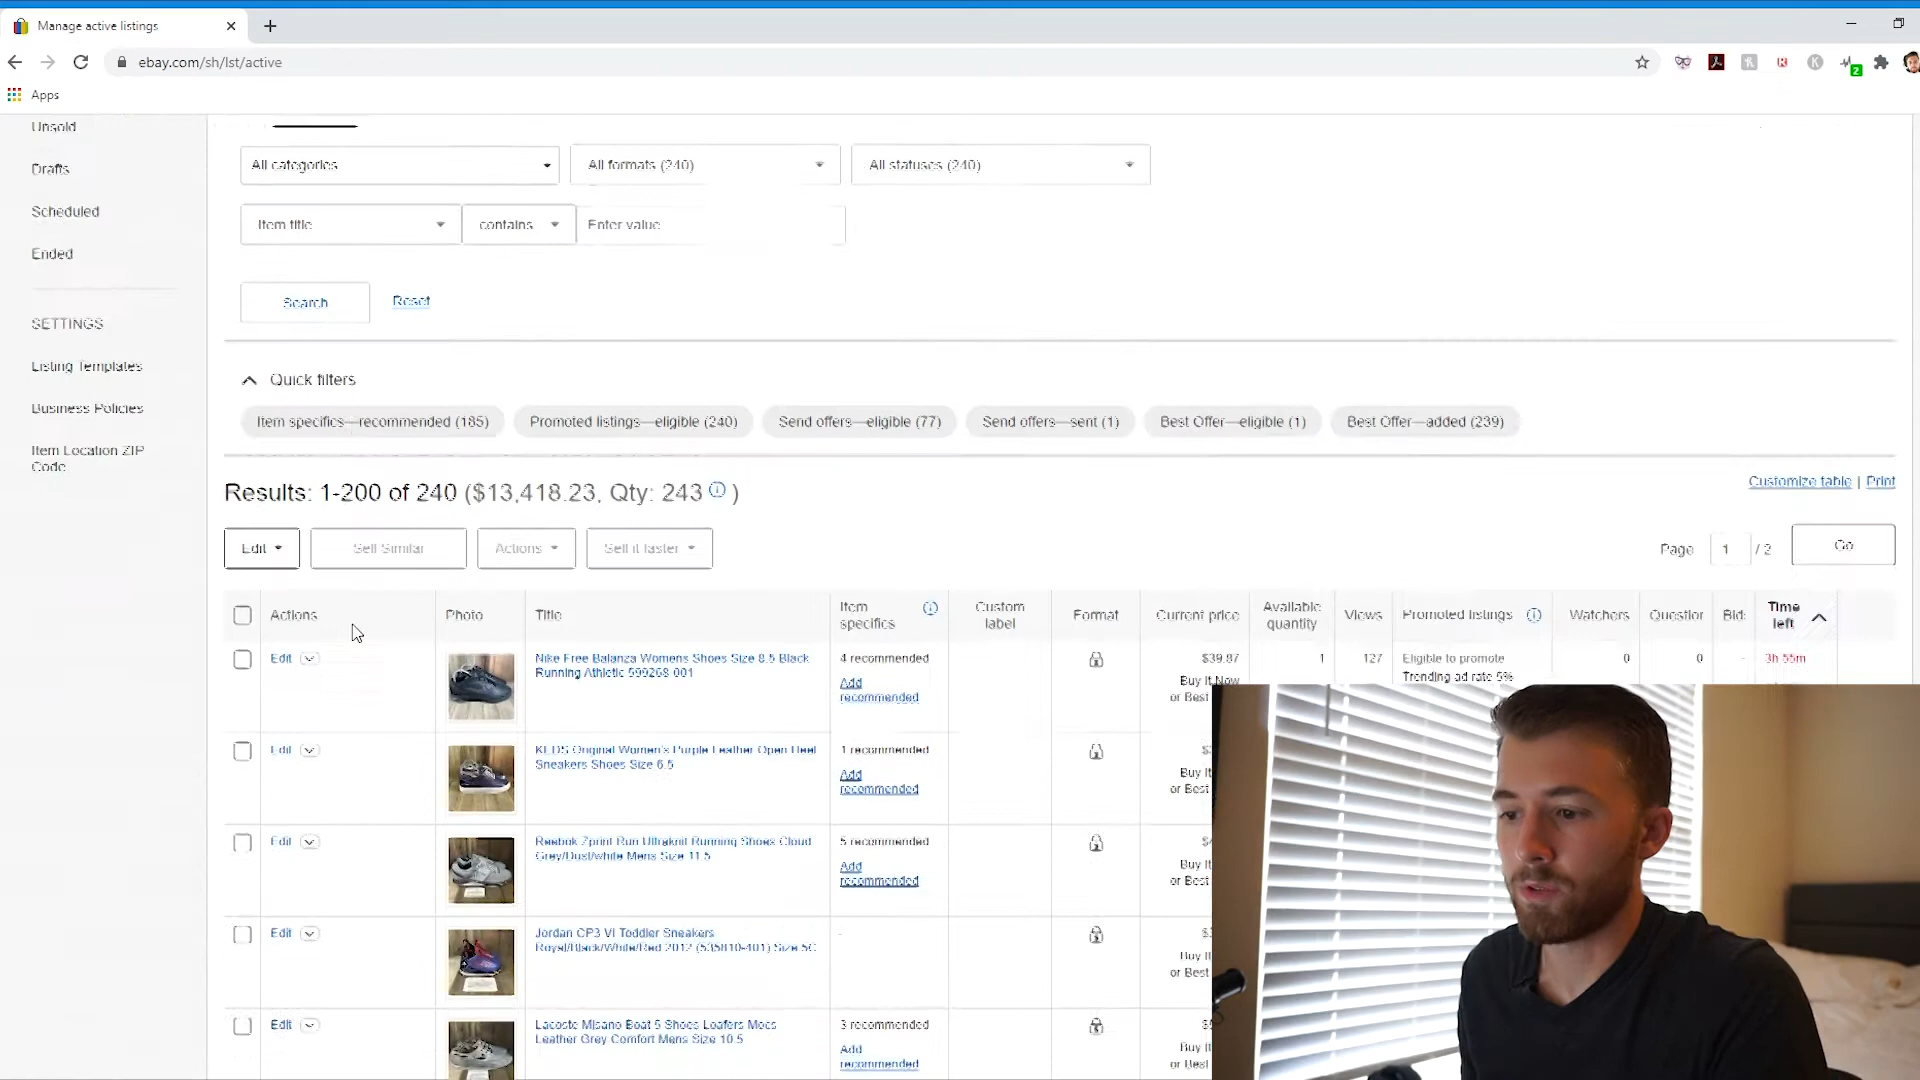 Manage active listings
ebay.com/sh/lst/active
2
Apps
Unsold
Drafts
Scheduled
Ended
SETTINGS
Listing Templates
Business Policies
Item Location ZIP
Code
All categories
All formats (240)
All statuses (240)
Item title
contains
Enter value
Search
Reset
Quick filters
Item specifics—recommended (185)
Promoted listings—eligible (240)
Send offers—eligible (77)
Send offers—sent (1)
Best Offer—eligible (1)
Best Offer—added (239)
Results: 1-200 of 240 ($13,418.23, Qty: 243 )
Customize table | Print
Edit
Sell Similar
Actions
Sell it faster
Page 1 / 2
Go
Actions
Photo
Title
Item
specifics
Custom
label
Format
Current price
Available
quantity
Views
Promoted listings
Watchers
Question
Bid
Time
left
Edit
Nike Free Balanza Womens Shoes Size 8.5 Black
Running Athletic 599268 001
4 recommended
Add
recommended
$39.87
Buy It Now
or Best
1
127
Eligible to promote
Trending ad rate 5%
0
0
-
3h 55m
Edit
KEDS Original Women's Purple Leather Open Heel
Sneakers Shoes Size 6.5
1 recommended
Add
recommended
Buy It
or Best
Edit
Reebok Zprint Run Ultraknit Running Shoes Cloud
Grey/Dust/white Mens Size 11.5
5 recommended
Add
recommended
Buy It
or Best
Edit
Jordan CP3 VI Toddler Sneakers
Royal/Black/White/Red 2012 (535810-401) Size 5C
-
Buy It
or Best
Edit
Lacoste Misano Boat 5 Shoes Loafers Mocs
Leather Grey Comfort Mens Size 10.5
3 recommended
Add
recommended
Buy It
or Best